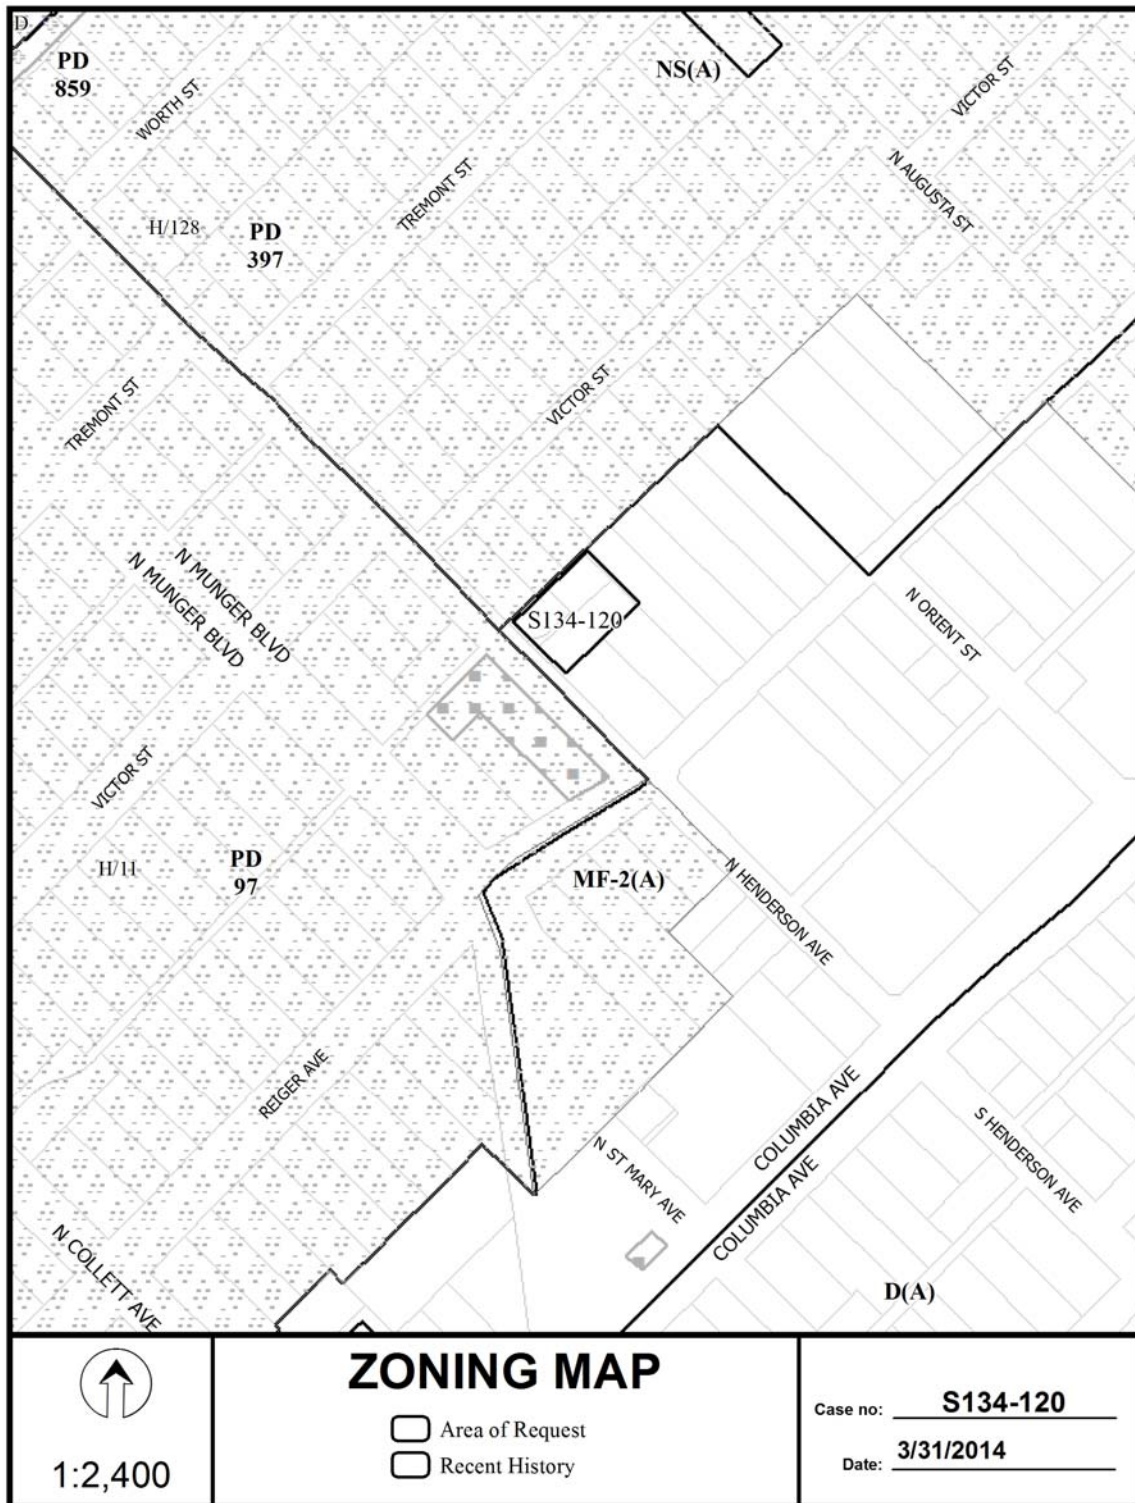 D
PD
859
WORTH ST
NS(A)
VICTOR ST
N AUGUSTA ST
TREMONT ST
H/128
PD
397
TREMONT ST
VICTOR ST
N MUNGER BLVD
N MUNGER BLVD
S134-120
N ORIENT ST
VICTOR ST
H/11
PD
97
MF-2(A)
N HENDERSON AVE
REIGER AVE
COLUMBIA AVE
COLUMBIA AVE
S HENDERSON AVE
N ST MARY AVE
N COLLETT AVE
D(A)
1:2,400
ZONING MAP
Area of Request
Recent History
Case no: S134-120
Date: 3/31/2014